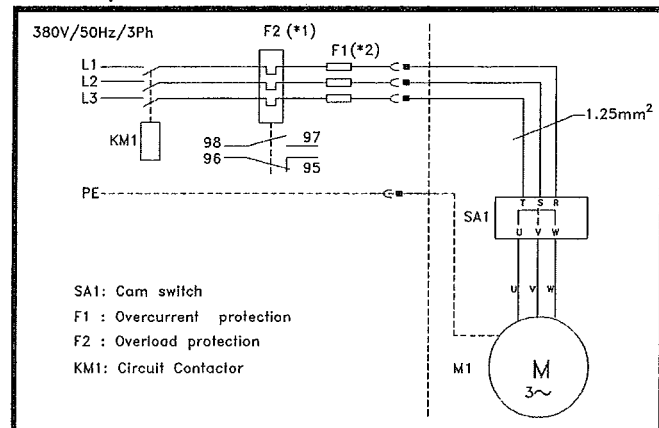 380V/50Hz/3Ph
F2 (*1)
F1(*2)
L1
L2
L3
KM1
98 97
96 95
1.25mm²
PE
T S R
SA1
U V W
U V W
SA1: Cam switch
F1 : Overcurrent protection
F2 : Overload protection
KM1: Circuit Contactor
M1
M
3~